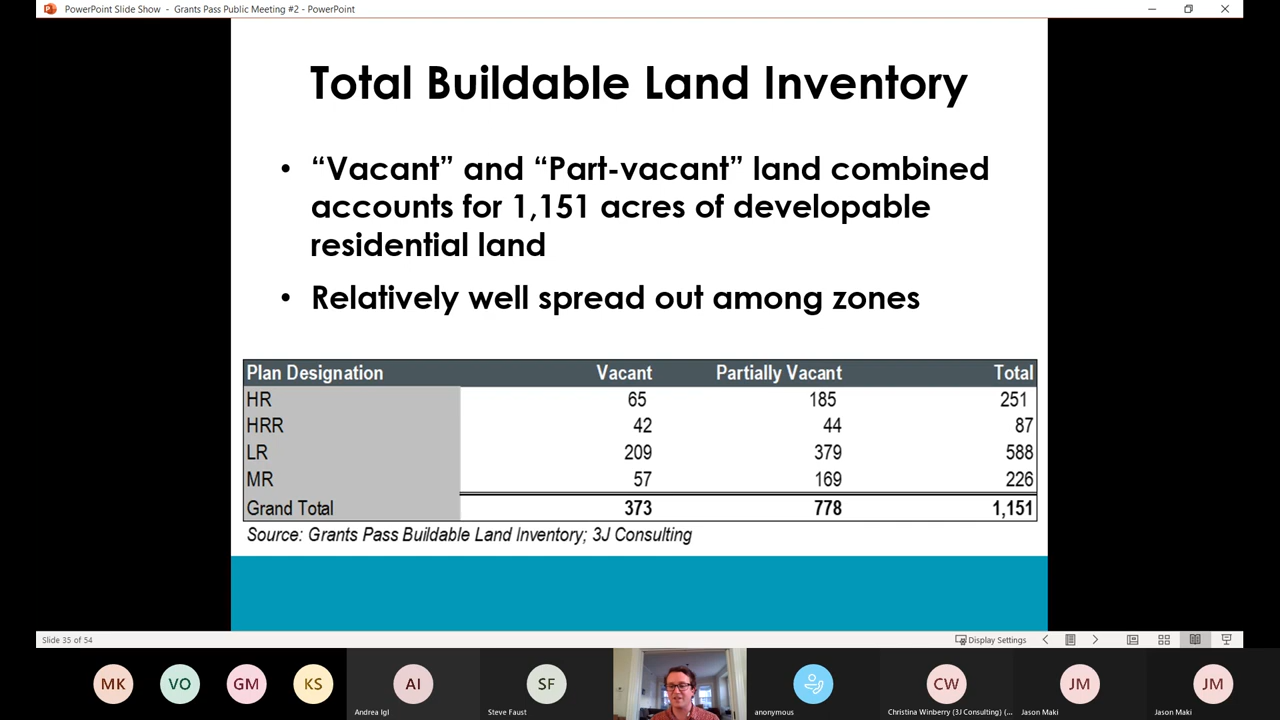 PowerPoint Slide Show - Grants Pass Public Meeting #2 - PowerPoint
Total Buildable Land Inventory
• “Vacant” and “Part-vacant” land combined
accounts for 1,151 acres of developable
residential land
• Relatively well spread out among zones
Plan Designation Vacant Partially Vacant Total
HR 65 185 251
HRR 42 44 87
LR 209 379 588
MR 57 169 226
Grand Total 373 778 1,151
Source: Grants Pass Buildable Land Inventory; 3J Consulting
Slide 35 of 54 Display Settings
MK VO GM KS AI SF CW JM JM
Andrea Igl Steve Faust anonymous Christina Winberry (3J Consulting) (... Jason Maki Jason Maki